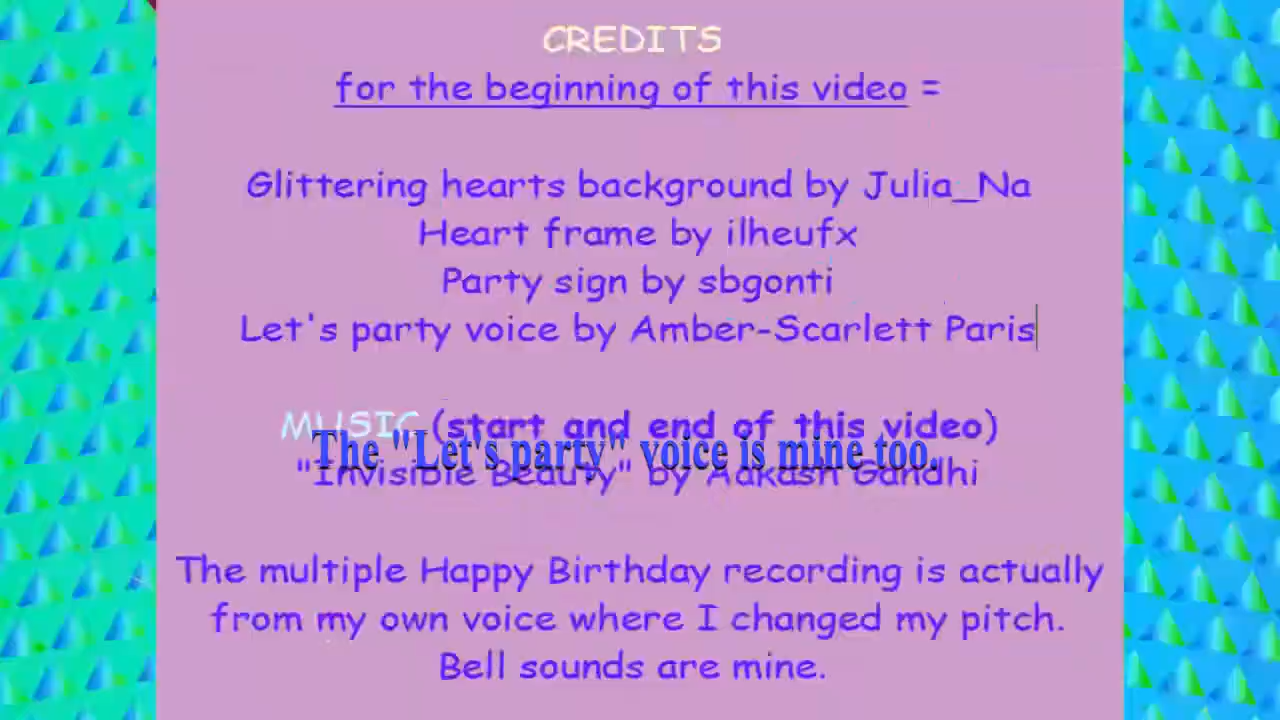 CREDITS
for the beginning of this video =
Glittering hearts background by Julia_Na
Heart frame by ilheufx
Party sign by sbgonti
Let's party voice by Amber-Scarlett Paris
MUSIC (start and end of this video)
The "Let's party" voice is mine too.
"Invisible Beauty" by Aakash Gandhi
The multiple Happy Birthday recording is actually
from my own voice where I changed my pitch.
Bell sounds are mine.